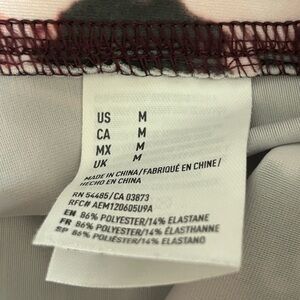 US M
CA M
MX M
UK M
MADE IN CHINA/FABRIQUÉ EN CHINE/
HECHO EN CHINA
RN 54485/CA 03873
RFC# AEM120605U9A
EN 86% POLYESTER/14% ELASTANE
FR 86% POLYESTER/14% ÉLASTHANNE
SP 86% POLIÉSTER/14% ELASTANO